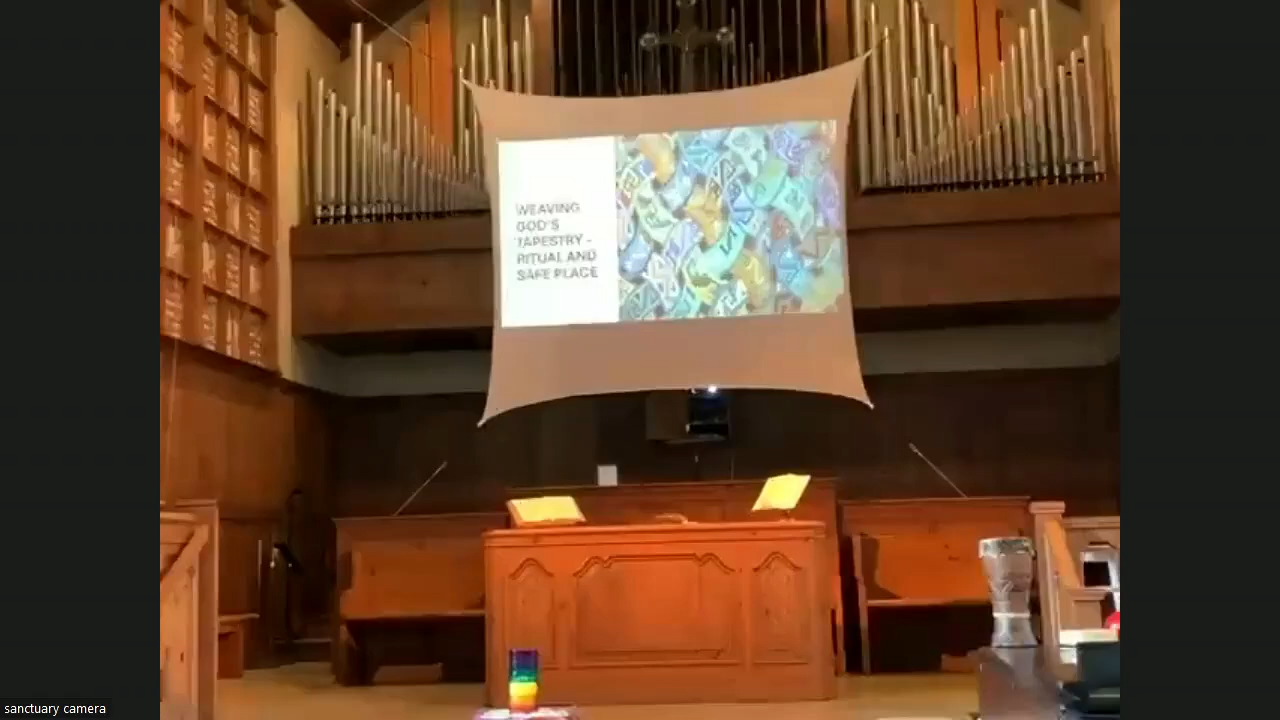 WEAVING
GOD'S
TAPESTRY -
RITUAL AND
SAFE PLACE
sanctuary camera